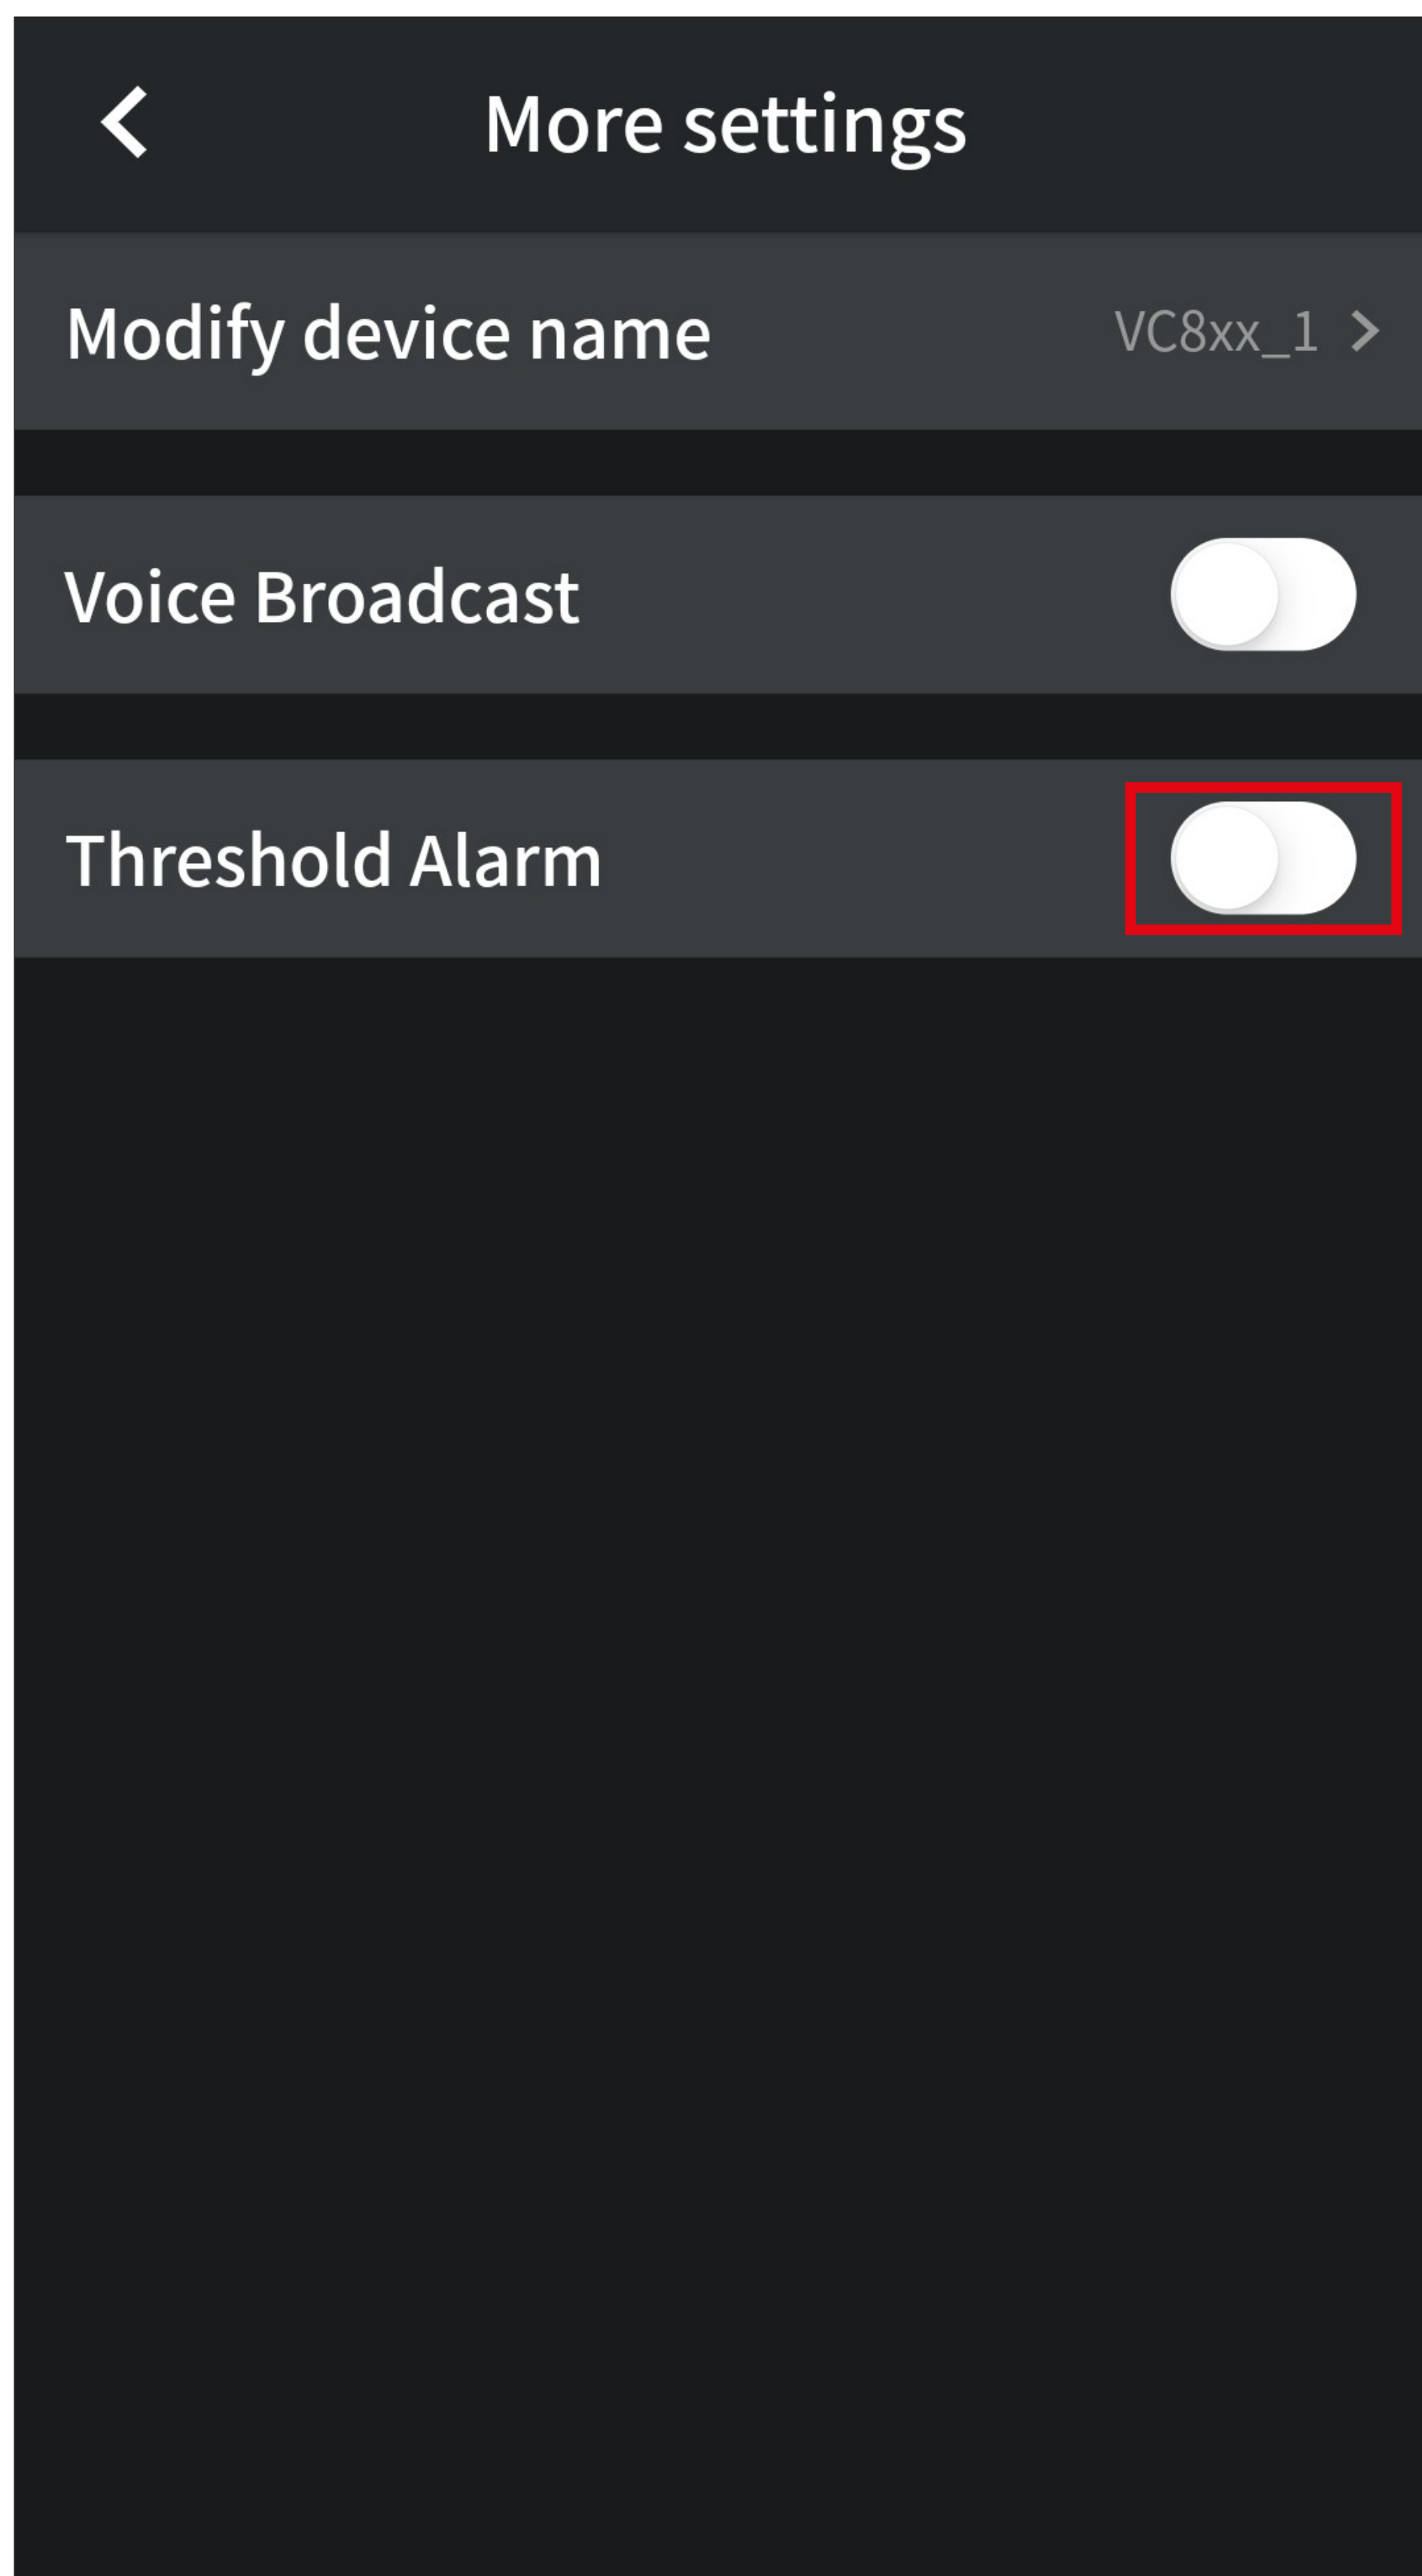 More settings
Modify device name VC8xx_1
Voice Broadcast
Threshold Alarm